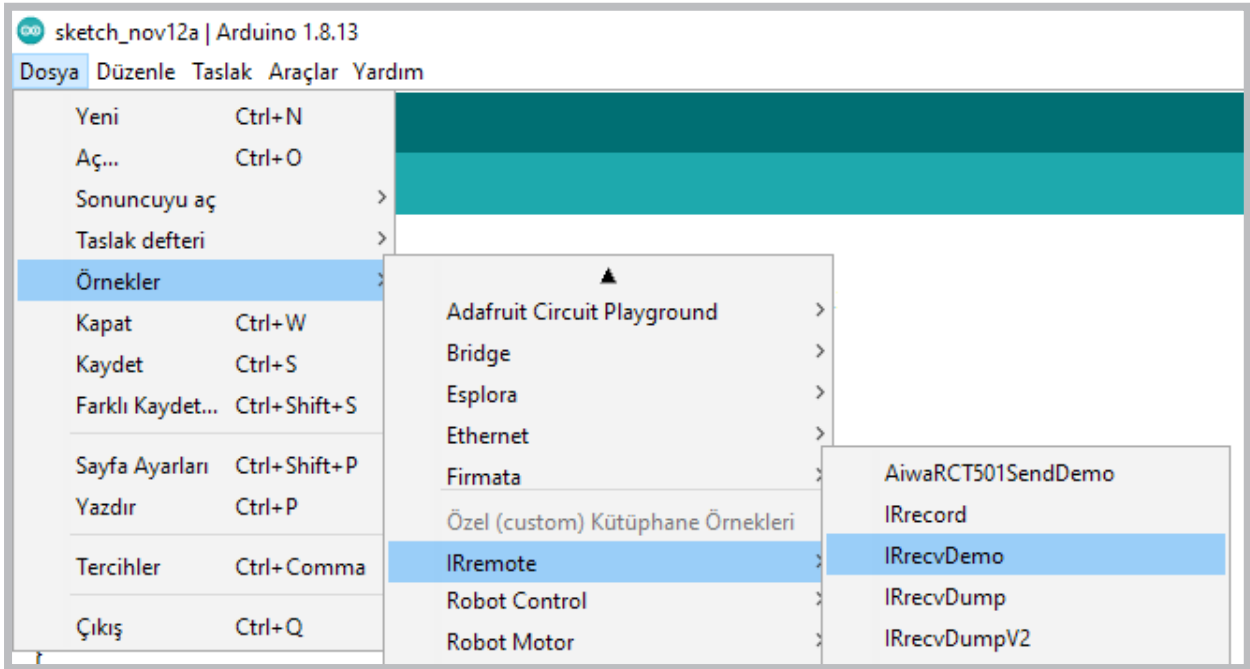 sketch_nov12a | Arduino 1.8.13
Dosya Düzenle Taslak Araçlar Yardım
Yeni Ctrl+N
Aç... Ctrl+O
Sonuncuyu aç
Taslak defteri
Örnekler
Kapat Ctrl+W
Kaydet Ctrl+S
Farklı Kaydet... Ctrl+Shift+S
Sayfa Ayarları Ctrl+Shift+P
Yazdır Ctrl+P
Tercihler Ctrl+Comma
Çıkış Ctrl+Q
Adafruit Circuit Playground
Bridge
Esplora
Ethernet
Firmata
Özel (custom) Kütüphane Örnekleri
IRremote
Robot Control
Robot Motor
AiwaRCT501SendDemo
IRrecord
IRrecvDemo
IRrecvDump
IRrecvDumpV2